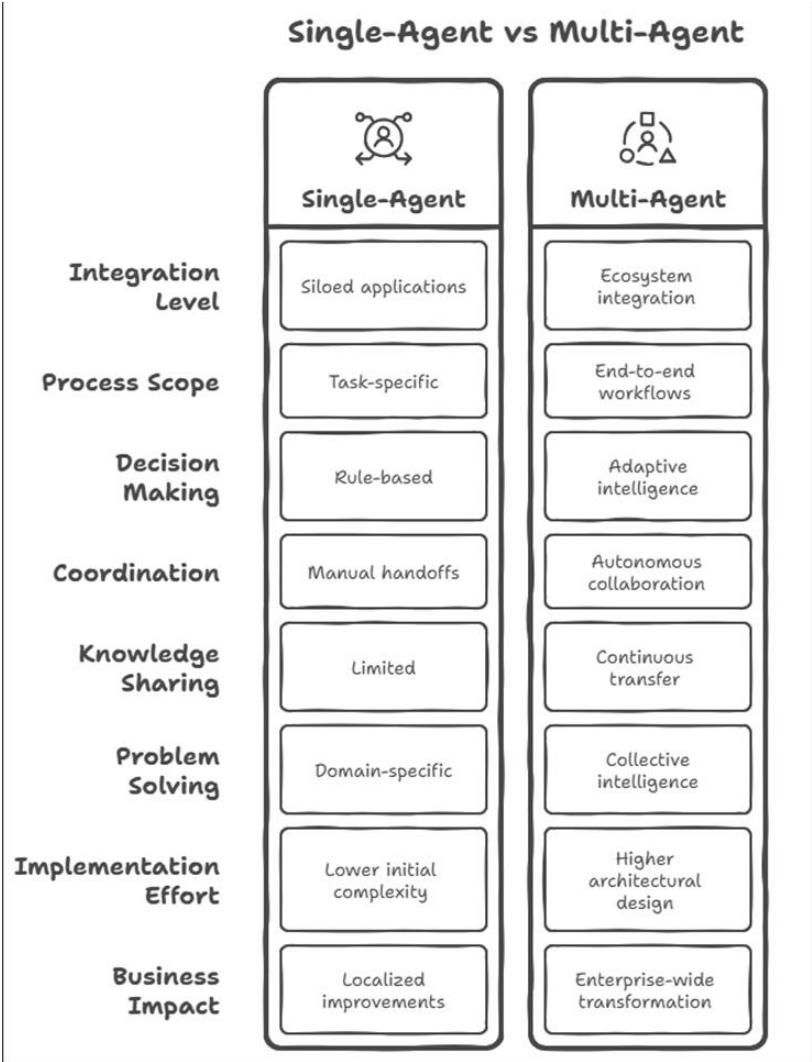 Single-Agent vs Multi-Agent
Single-Agent
Multi-Agent
Integration
Level
Siloed applications
Ecosystem
integration
Process Scope
Task-specific
End-to-end
workflows
Decision
Making
Rule-based
Adaptive
intelligence
Coordination
Manual handoffs
Autonomous
collaboration
Knowledge
Sharing
Limited
Continuous
transfer
Problem
Solving
Domain-specific
Collective
intelligence
Implementation
Effort
Lower initial
complexity
Higher
architectural
design
Business
Impact
Localized
improvements
Enterprise-wide
transformation